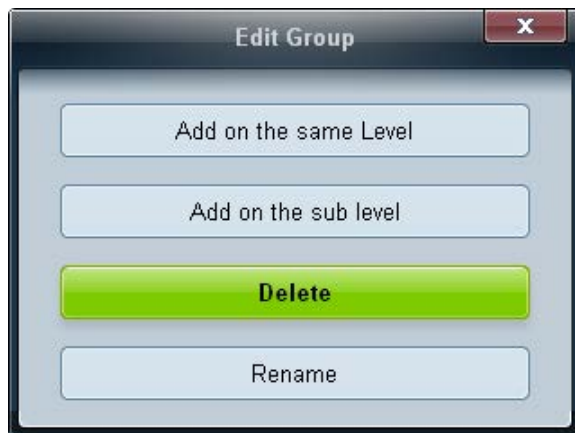 Edit Group
Add on the same Level
Add on the sub level
Delete
Rename